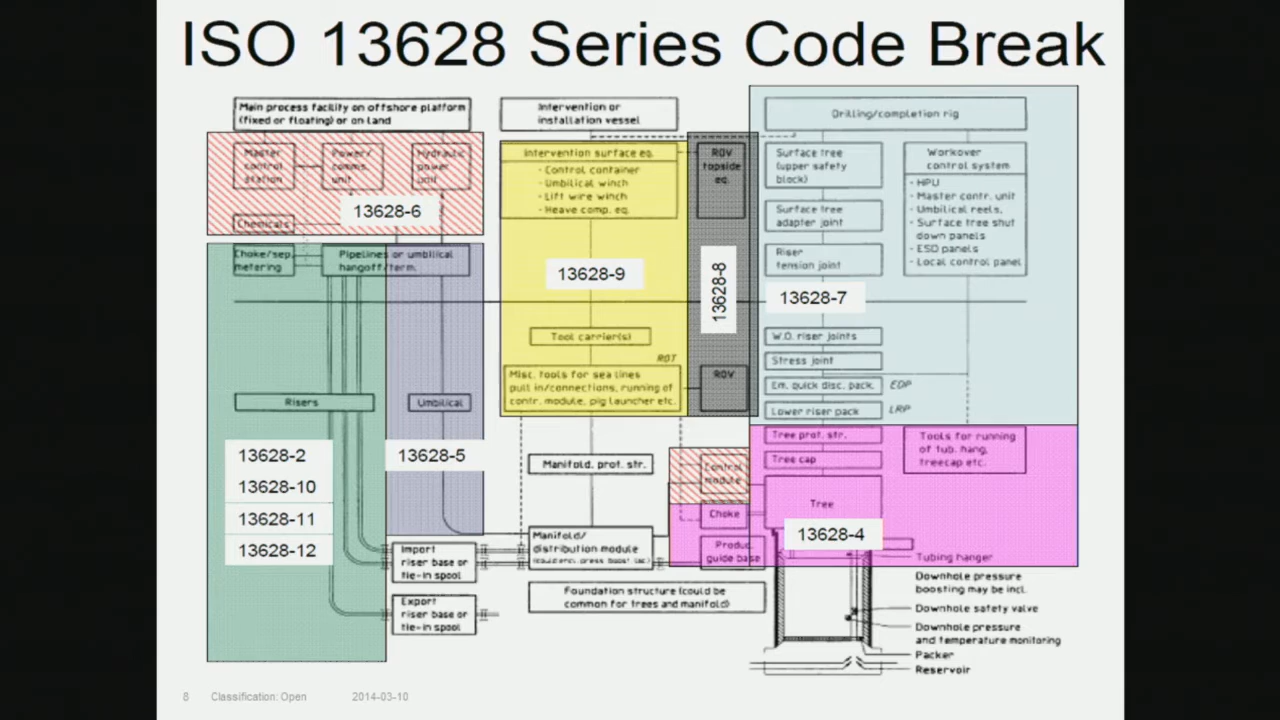 ISO 13628 Series Code Break
Main process facility on offshore platform
(fixed or floating) or on land
Master
control
station
Power/
comms
unit
Hydraulic
power
unit
13628-6
Chemicals
Choke/sep.
metering
Pipelines or umbilical
hangoff/term.
Risers
Umbilical
13628-2
13628-10
13628-11
13628-12
13628-5
Import
riser base or
tie-in spool
Export
riser base or
tie-in spool
Intervention or
installation vessel
Intervention surface eq.
- Control container
- Umbilical winch
- Lift wire winch
- Heave comp. eq.
13628-9
Tool carrier(s)
ROT
Misc. tools for sea lines
pull in/connections, running of
contr. module, pig launcher etc.
Manifold. prot. str.
Manifold/
distribution module
Foundation structure (could be
common for trees and manifold)
ROV
topside
eq.
13628-8
ROV
Control
module
Choke
Produc.
guide base
Drilling/completion rig
Surface tree
(upper safety
block)
Surface tree
adapter joint
Riser
tension joint
Workover
control system
- HPU
- Master contr. unit
- Umbilical reels,
- Surface tree shut
down panels
- ESD panels
- Local control panel
13628-7
W.O. riser joints
Stress joint
Em. quick disc. pack.
EDP
Lower riser pack
LRP
Tree prot. str.
Tree cap
Tools for running
of tub. hang,
treecap etc.
Tree
13628-4
Tubing hanger
Downhole pressure
boosting may be incl.
Downhole safety valve
Downhole pressure
and temperature monitoring
Packer
Reservoir
8 Classification: Open 2014-03-10